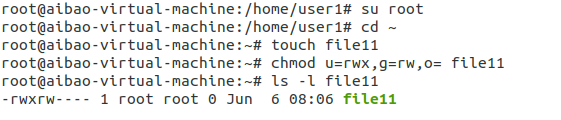 root@aibao-virtual-machine:/home/user1# su root
root@aibao-virtual-machine:/home/user1# cd ~
root@aibao-virtual-machine:~# touch file11
root@aibao-virtual-machine:~# chmod u=rwx,g=rw,o= file11
root@aibao-virtual-machine:~# ls -l file11
-rwxrw---- 1 root root 0 Jun  6 08:06 file11